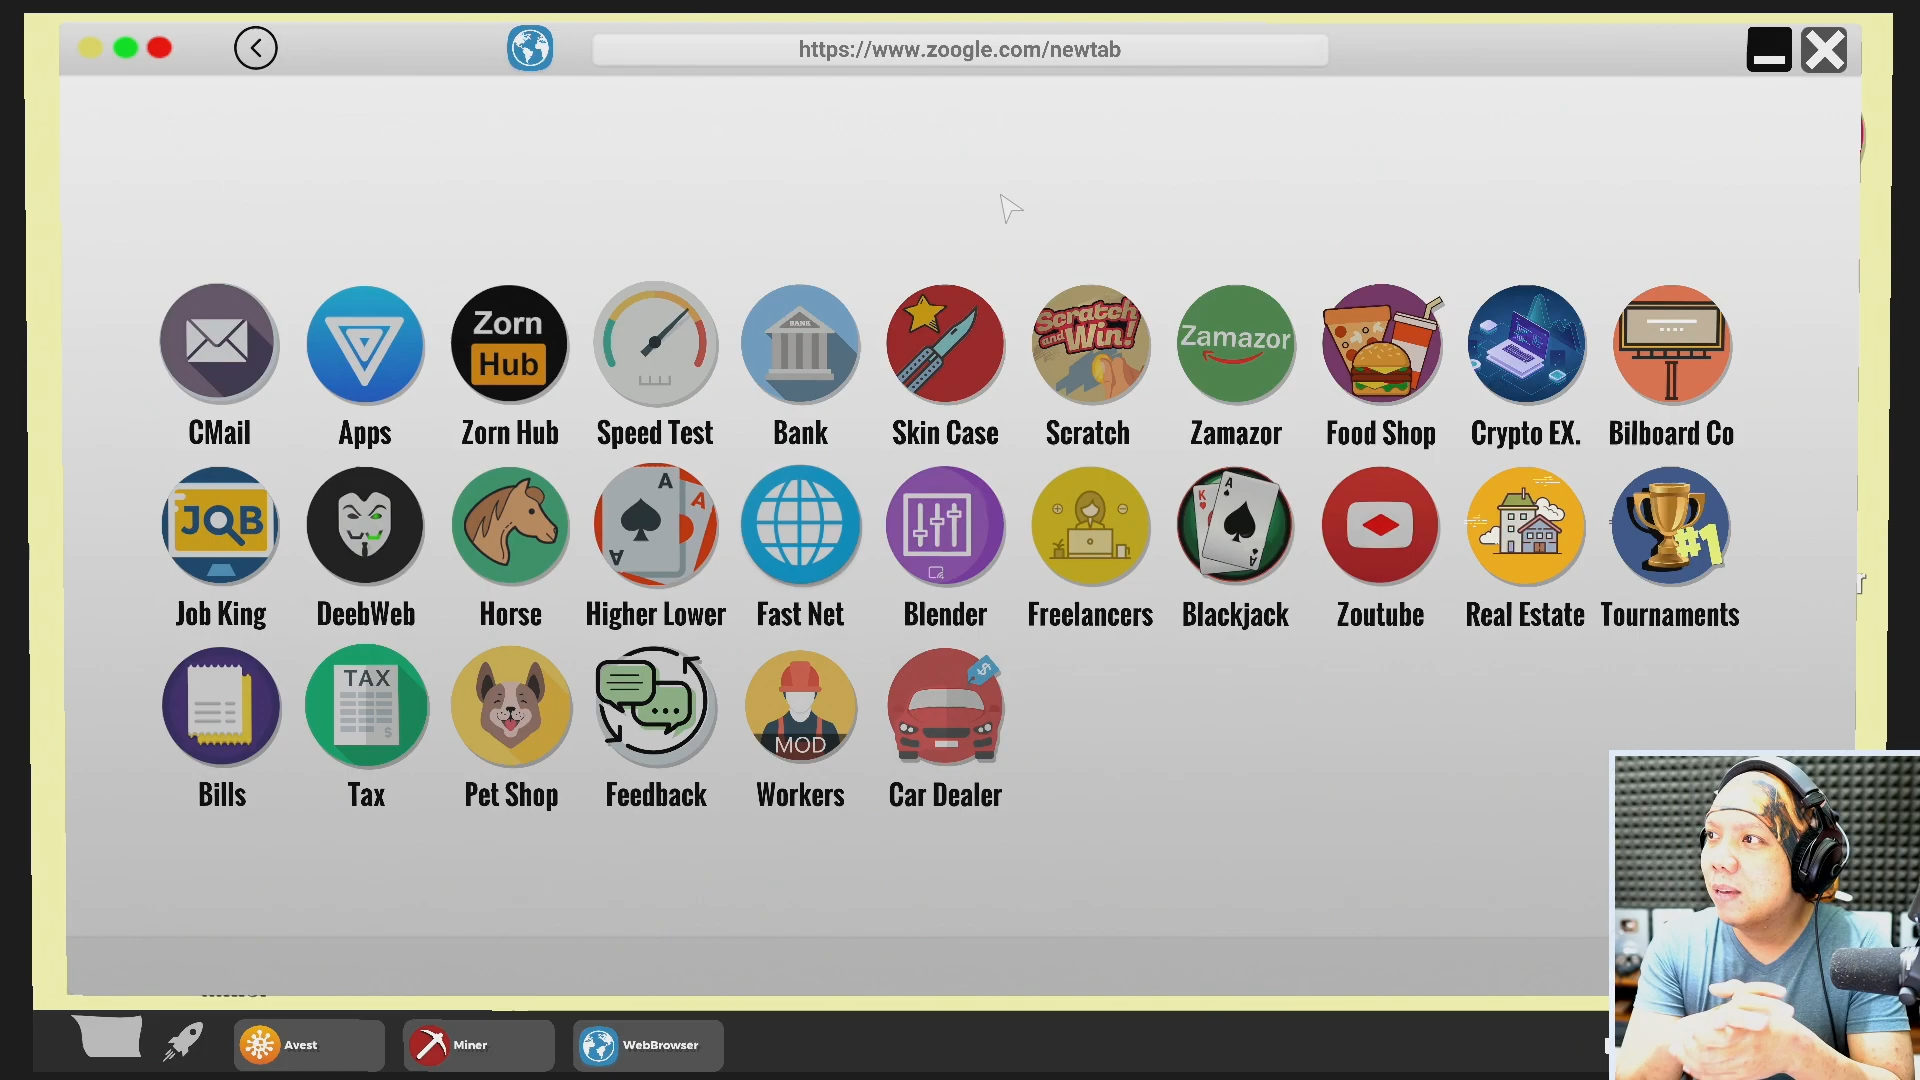 https://www.zoogle.com/newtab
Zorn
Hub
BANK
Scratch
and Win!
Zamazor
CMail
Apps
Zorn Hub
Speed Test
Bank
Skin Case
Scratch
Zamazor
Food Shop
Crypto EX.
Bilboard Co
JOB
A
A
A
K
A
A
#1
Job King
DeebWeb
Horse
Higher Lower
Fast Net
Blender
Freelancers
Blackjack
Zoutube
Real Estate
Tournaments
TAX
$
MOD
$
Bills
Tax
Pet Shop
Feedback
Workers
Car Dealer
Avest
Miner
WebBrowser